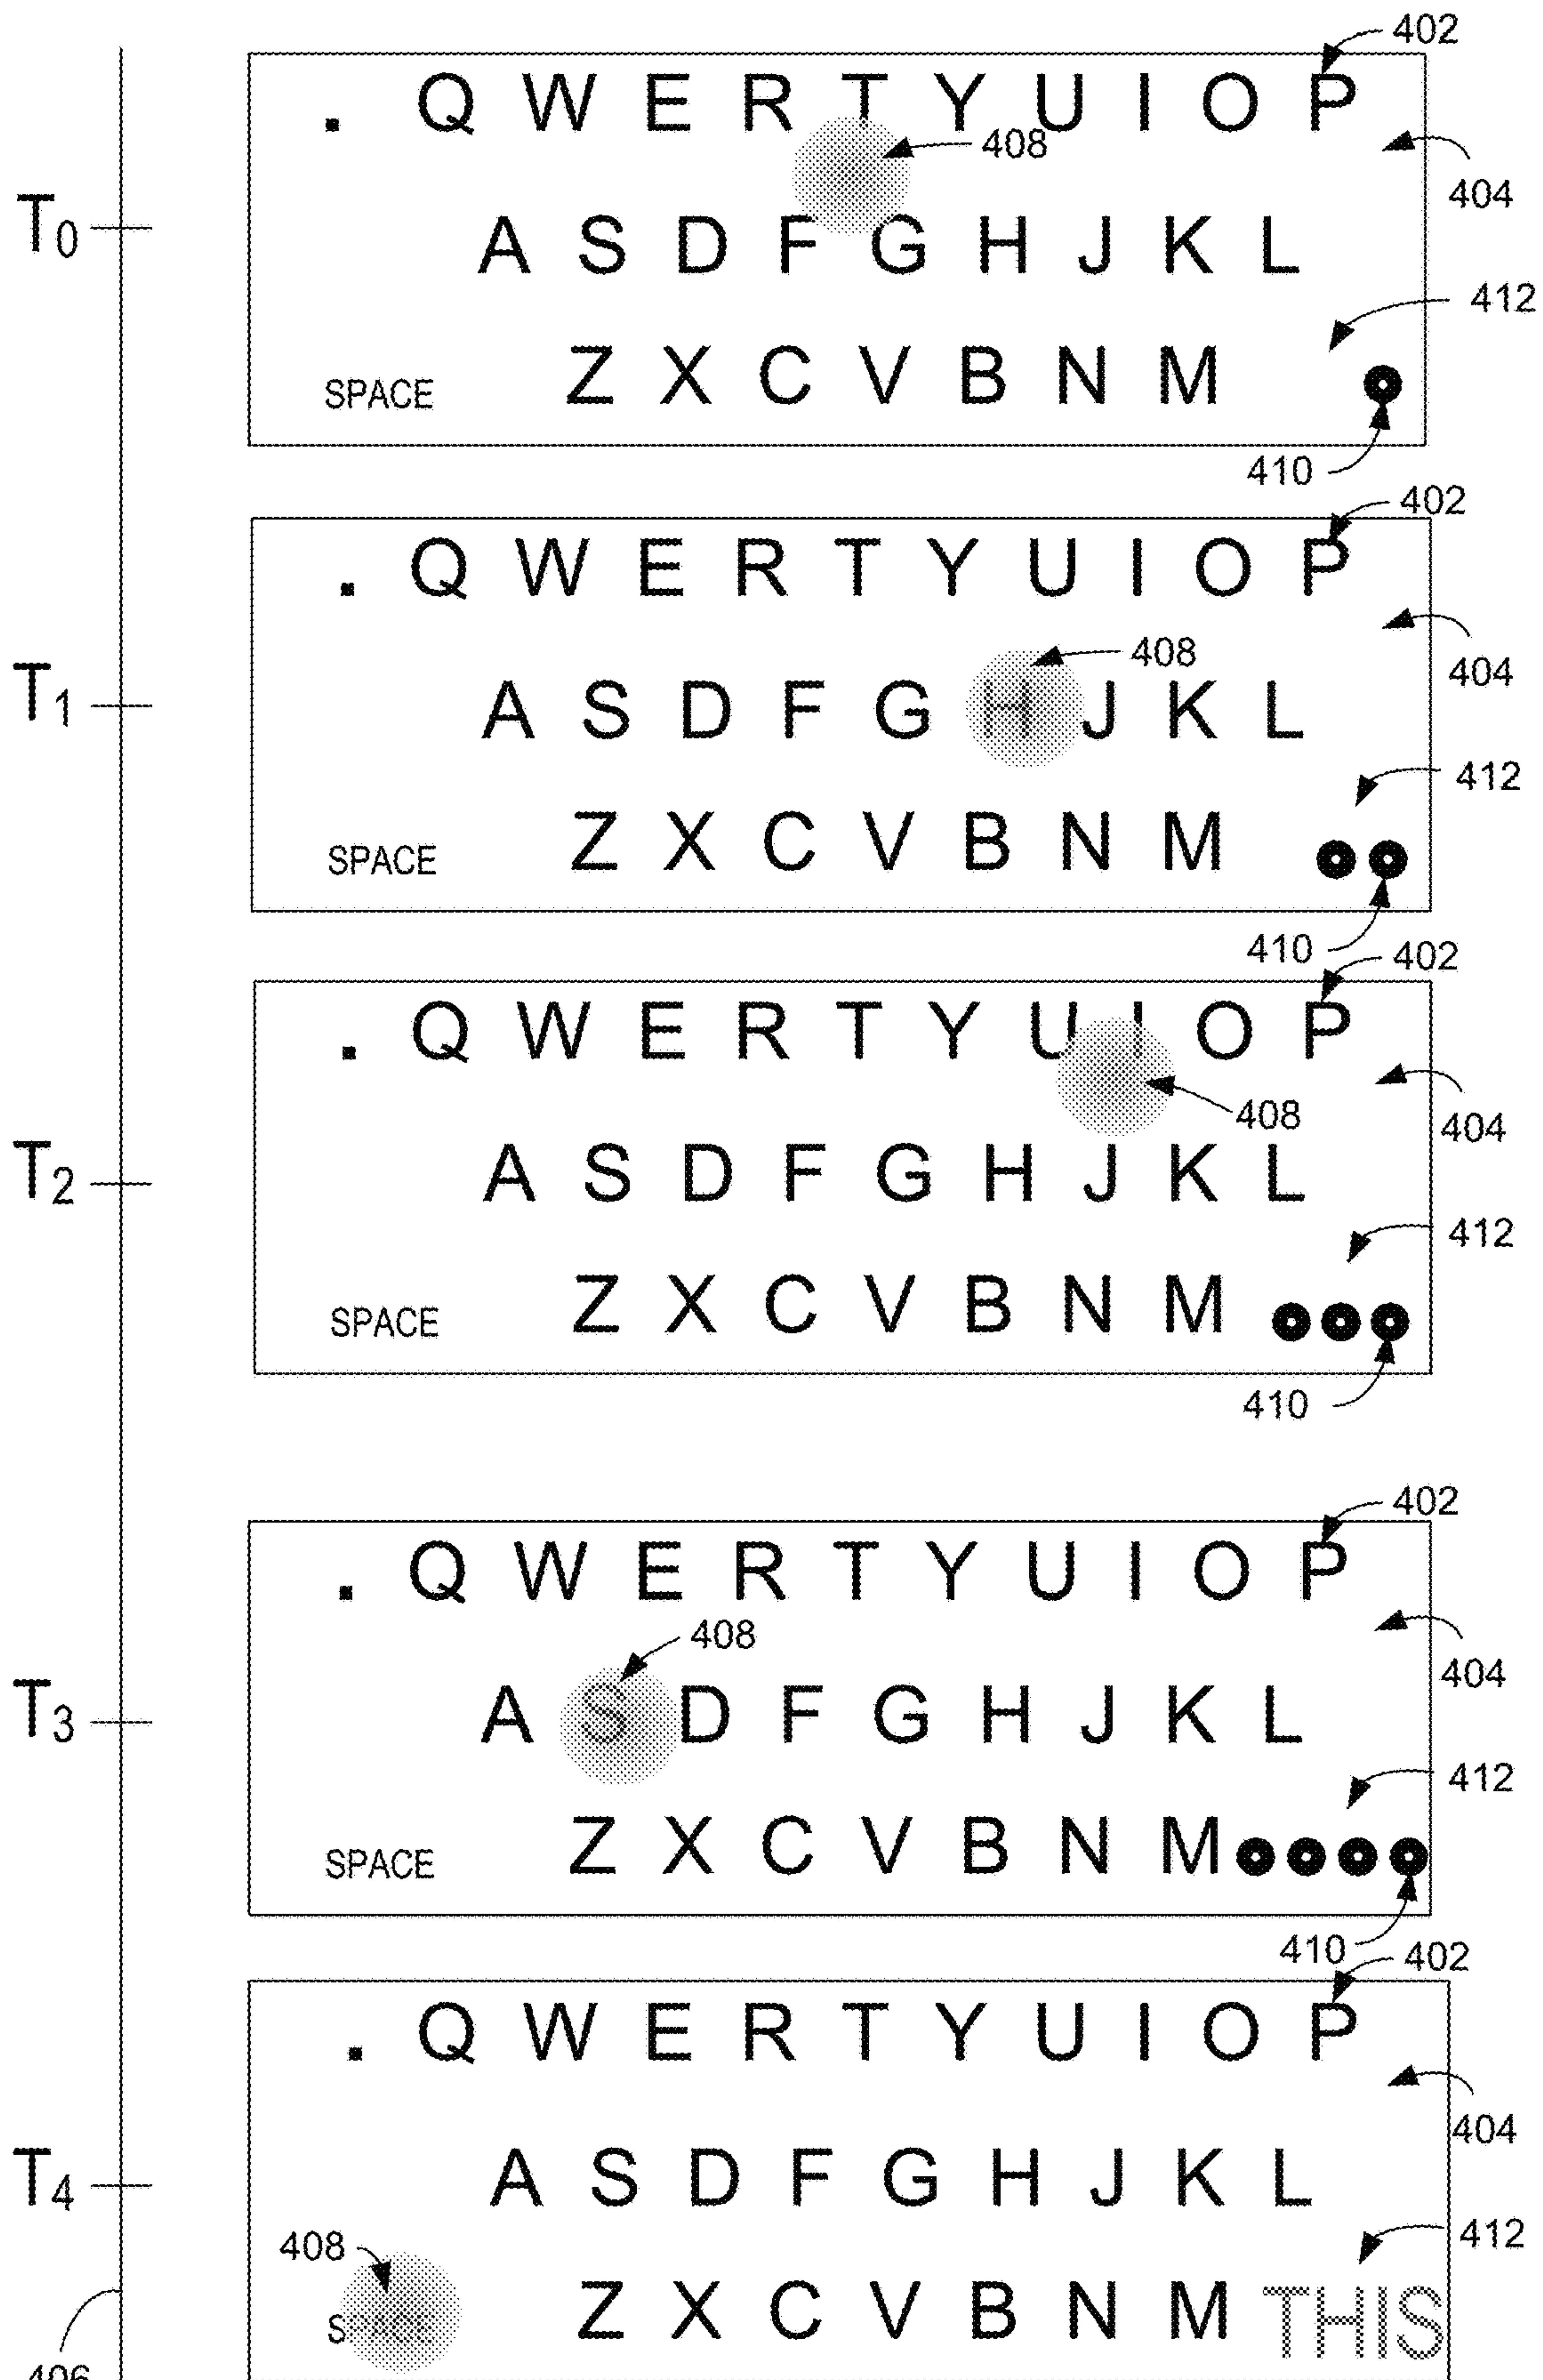 402
. Q W E R T Y U I O P
408
404
T0
A S D F G H J K L
412
SPACE Z X C V B N M
410
402
. Q W E R T Y U I O P
408
404
T1
A S D F G H J K L
412
SPACE Z X C V B N M
410
402
. Q W E R T Y U I O P
408
404
T2
A S D F G H J K L
412
SPACE Z X C V B N M
410
402
. Q W E R T Y U I O P
408
404
T3
A S D F G H J K L
412
SPACE Z X C V B N M
410
402
. Q W E R T Y U I O P
404
T4
A S D F G H J K L
412
408
SPACE Z X C V B N M THIS